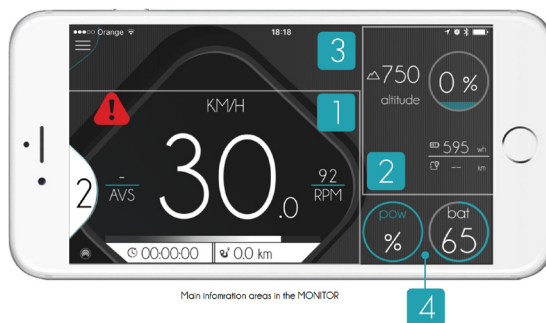 Orange 18:18
3
750
altitude
0 %
1
KM/H
595 wh
-- km
2
30.0
2
-
AVS
92
RPM
pow
%
bat
65
00:00:00
0.0 km
Main infomration areas in the MONITOR
4